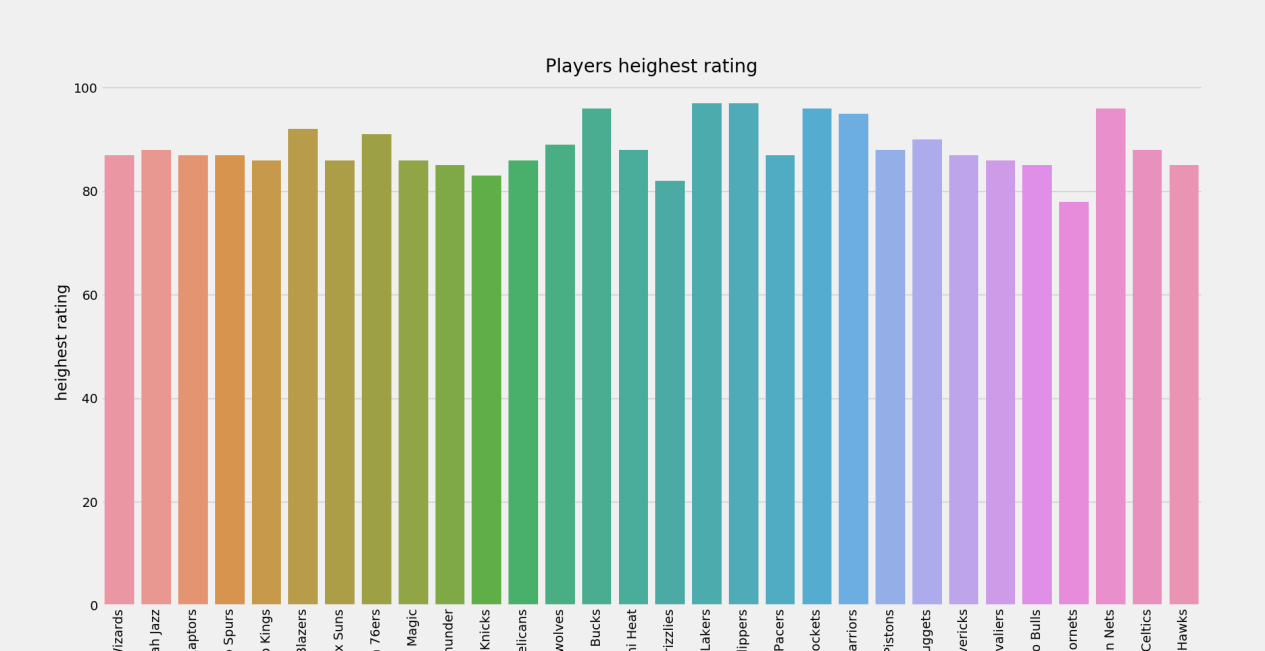 Players heighest rating
heighest rating
100
80
60
40
20
0
Wizards
ah Jazz
aptors
Spurs
Kings
Blazers
x Suns
76ers
Magic
hunder
Knicks
elicans
wolves
Bucks
ni Heat
rizzlies
Lakers
lippers
Pacers
ockets
arriors
Pistons
uggets
vericks
valiers
o Bulls
ornets
n Nets
Celtics
Hawks